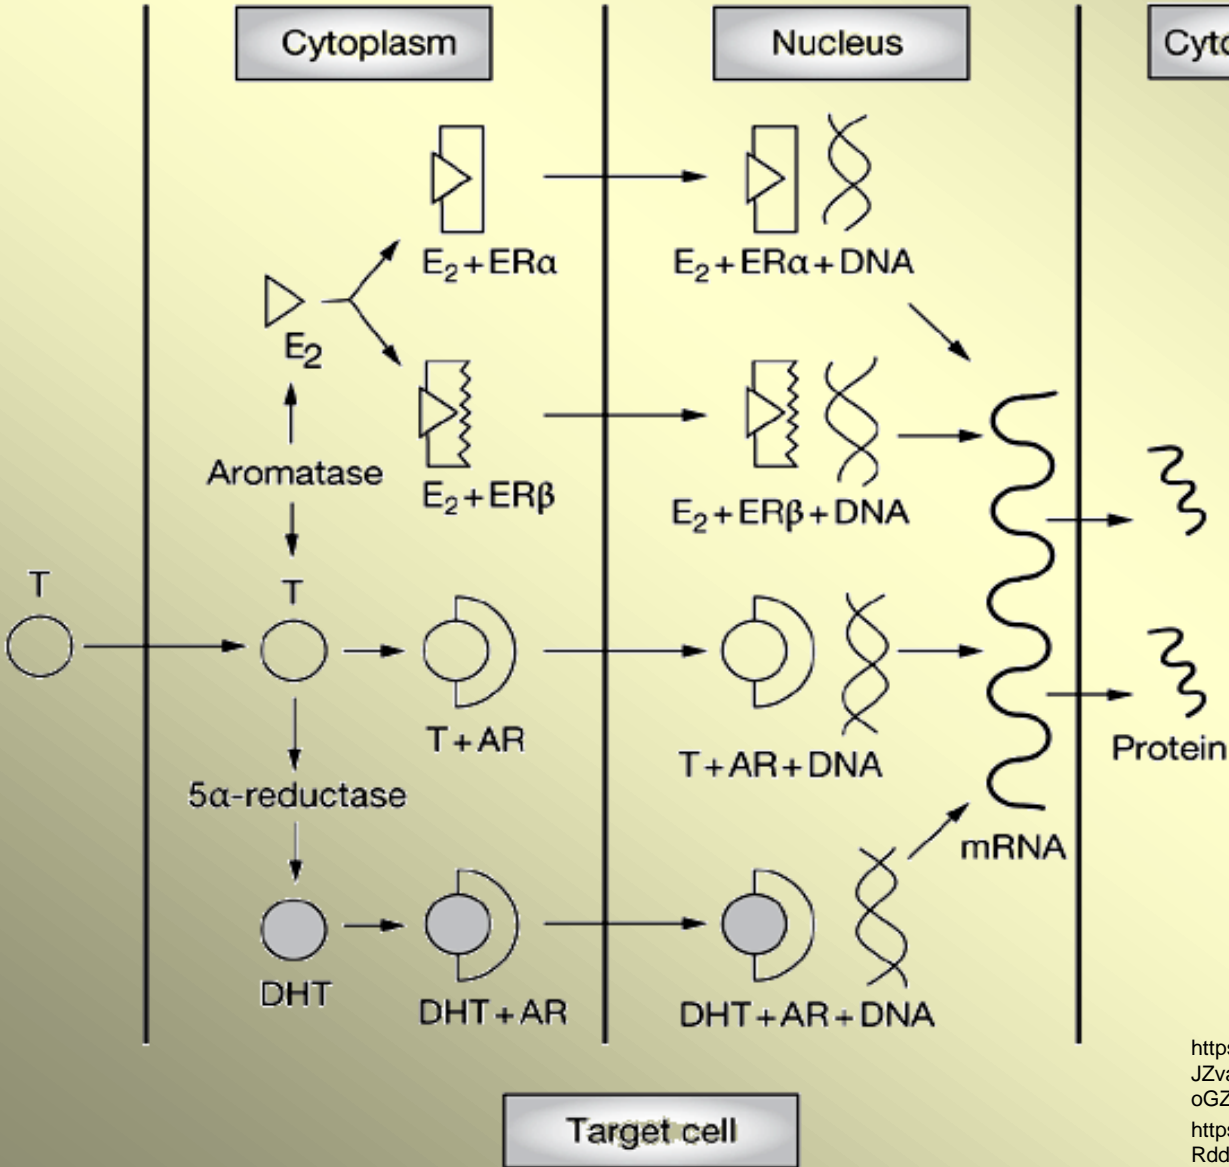 Cytoplasm
Nucleus
Cyto
E₂+ERα
E₂+ERα+DNA
E₂
Aromatase
E₂+ERβ
E₂+ERβ+DNA
T
T
T+AR
T+AR+DNA
Protein
5α-reductase
mRNA
DHT
DHT+AR
DHT+AR+DNA
https
JZva
oGZ
https
Rdd
Target cell